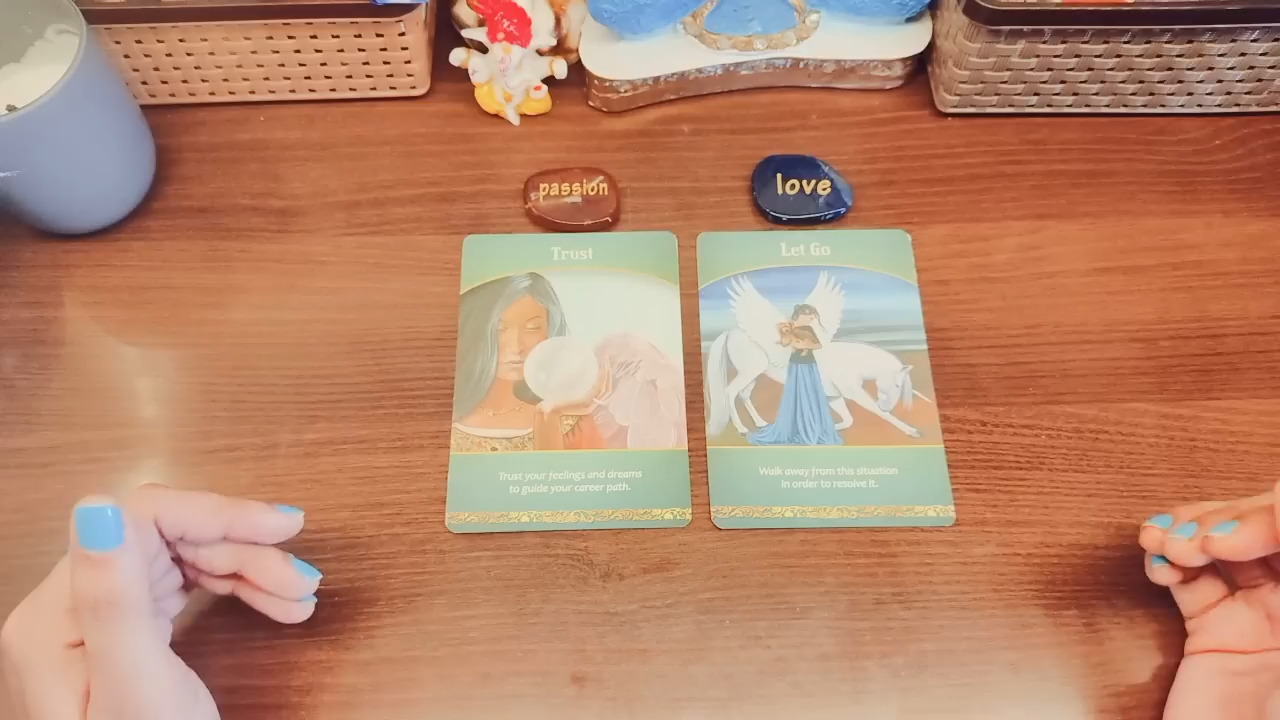 passion
love
Trust
Let Go
Trust your feelings and dreams
to guide your career path.
Walk away from this situation
in order to resolve it.